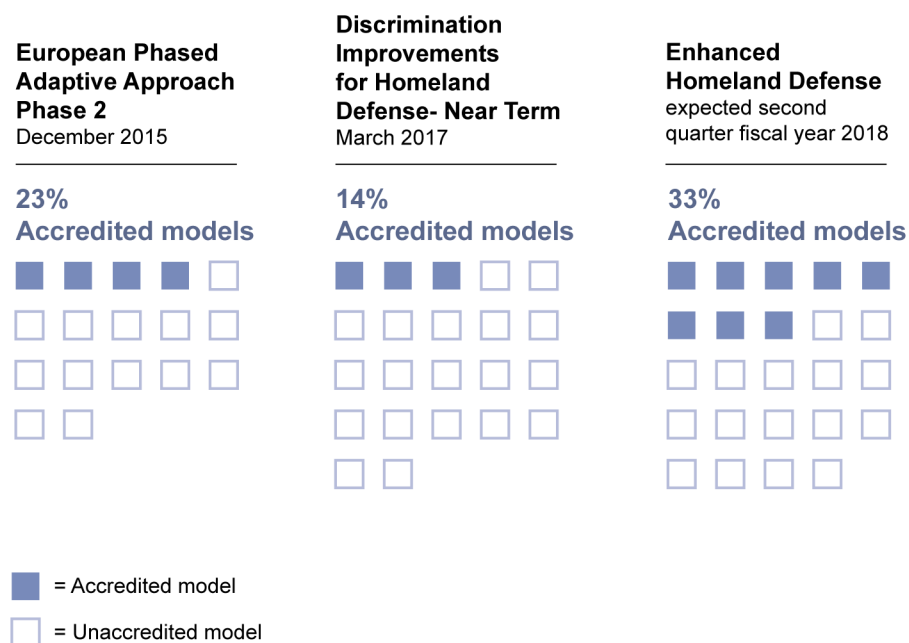 European Phased
Adaptive Approach
Phase 2
December 2015
23%
Accredited models
Discrimination
Improvements
for Homeland
Defense- Near Term
March 2017
14%
Accredited models
Enhanced
Homeland Defense
expected second
quarter fiscal year 2018
33%
Accredited models
= Accredited model
= Unaccredited model